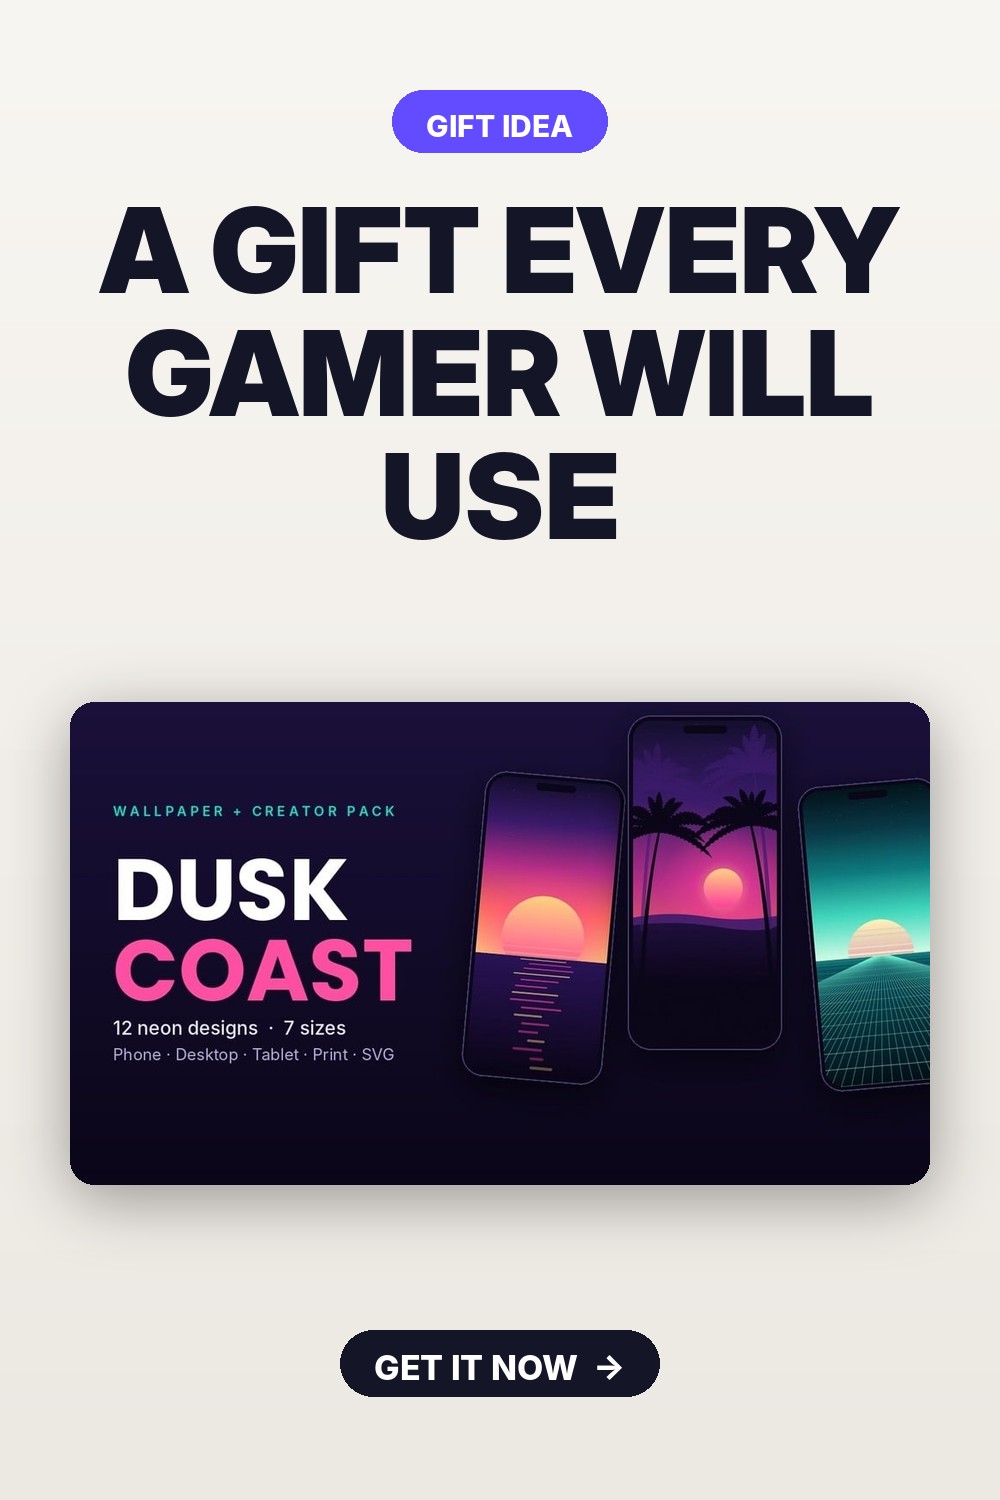 GIFT IDEA
A GIFT EVERY
GAMER WILL
USE
WALLPAPER + CREATOR PACK
DUSK
COAST
12 neon designs · 7 sizes
Phone · Desktop · Tablet · Print · SVG
GET IT NOW →